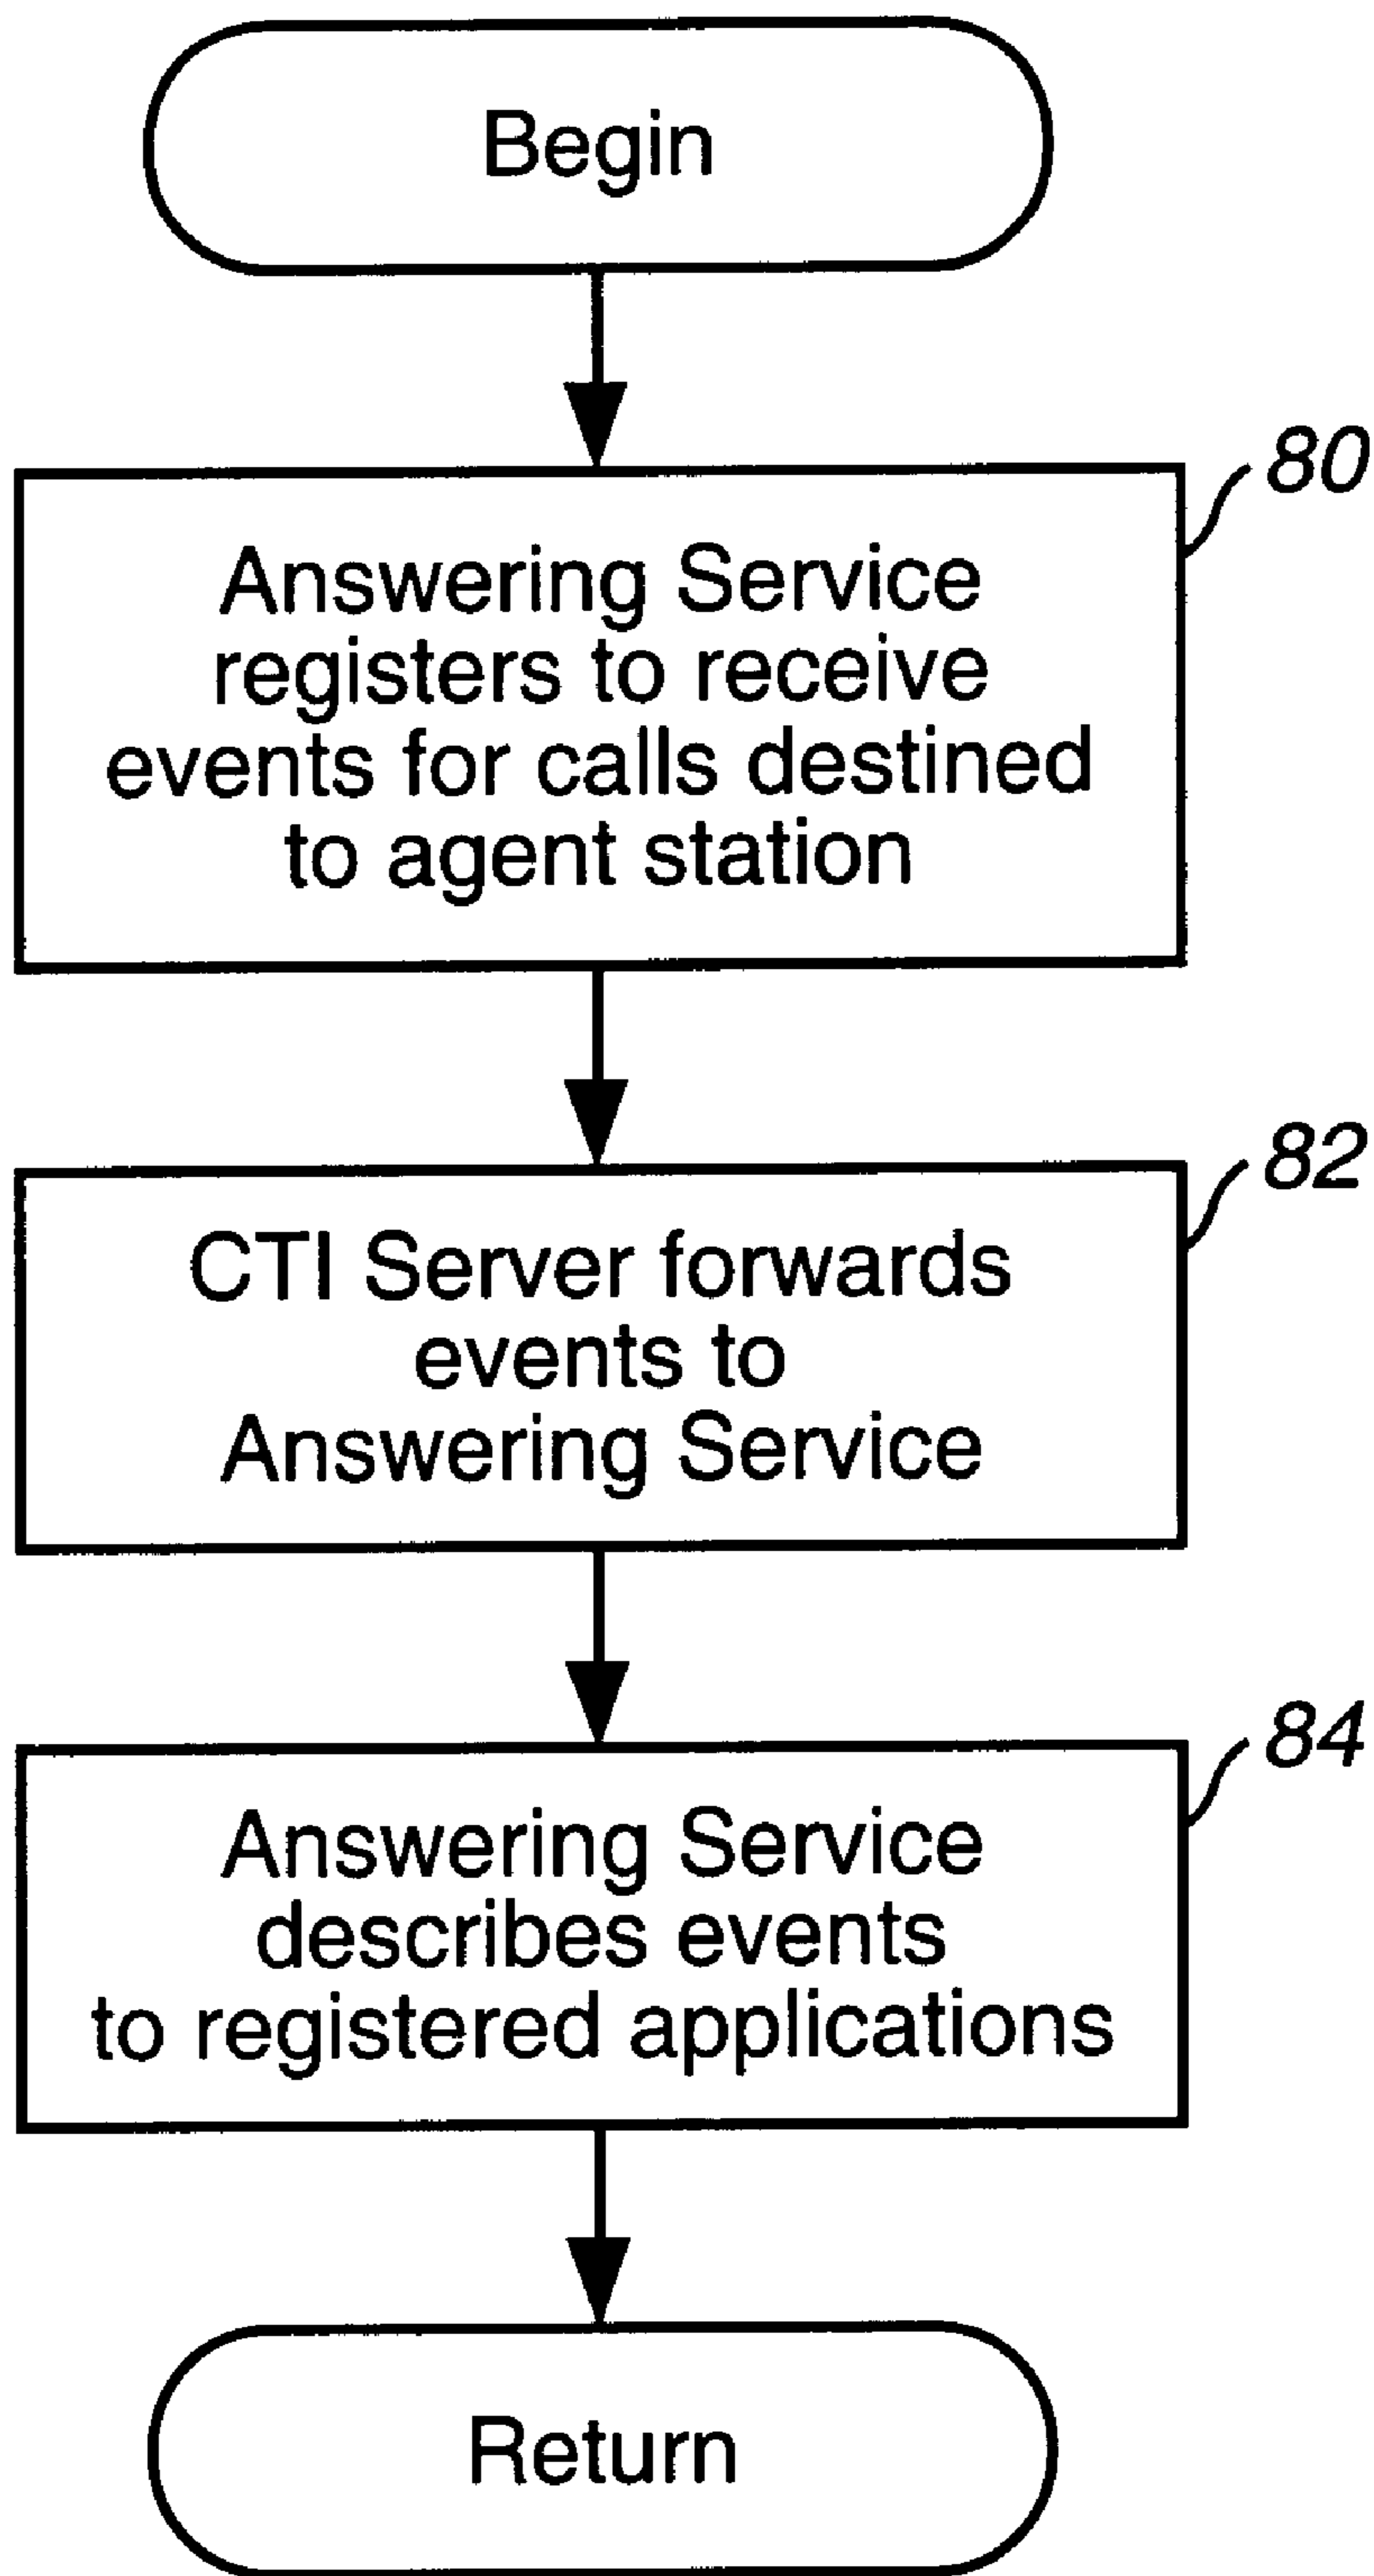 Begin
80
Answering Service
registers to receive
events for calls destined
to agent station
82
CTI Server forwards
events to
Answering Service
84
Answering Service
describes events
to registered applications
Return